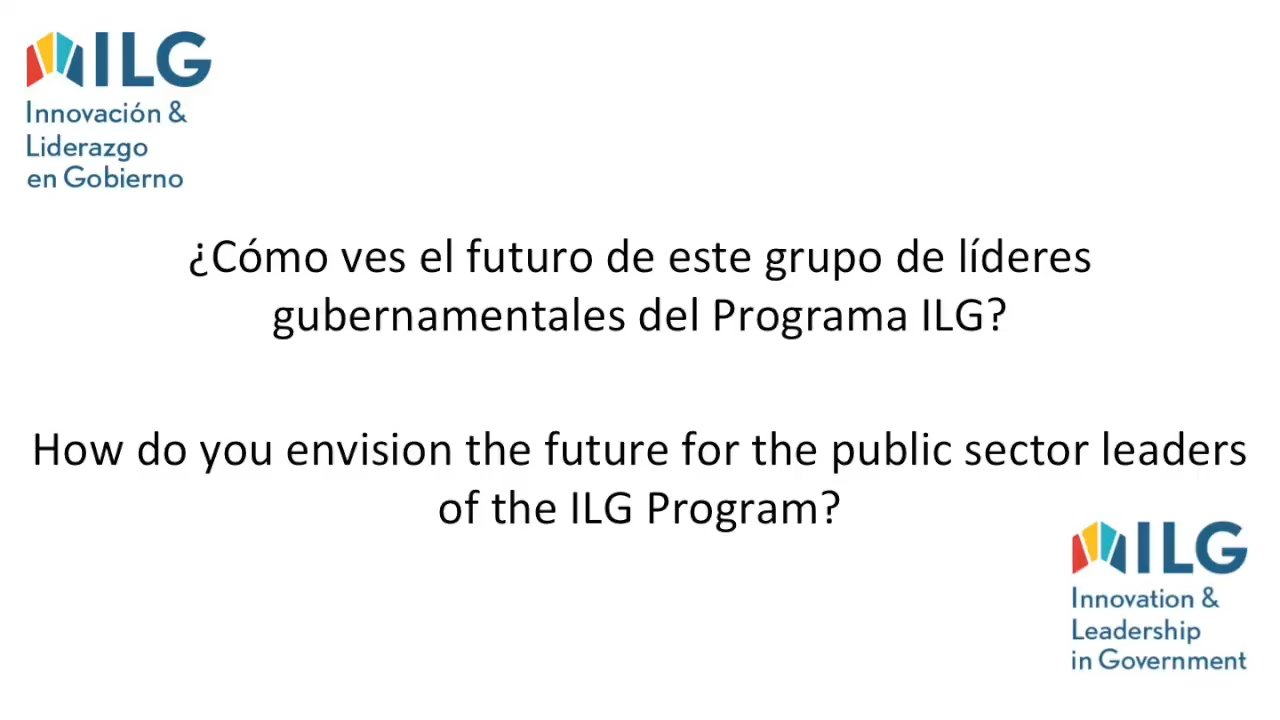 ILG
Innovación &
Liderazgo
en Gobierno
¿Cómo ves el futuro de este grupo de líderes
gubernamentales del Programa ILG?
How do you envision the future for the public sector leaders
of the ILG Program?
ILG
Innovation &
Leadership
in Government